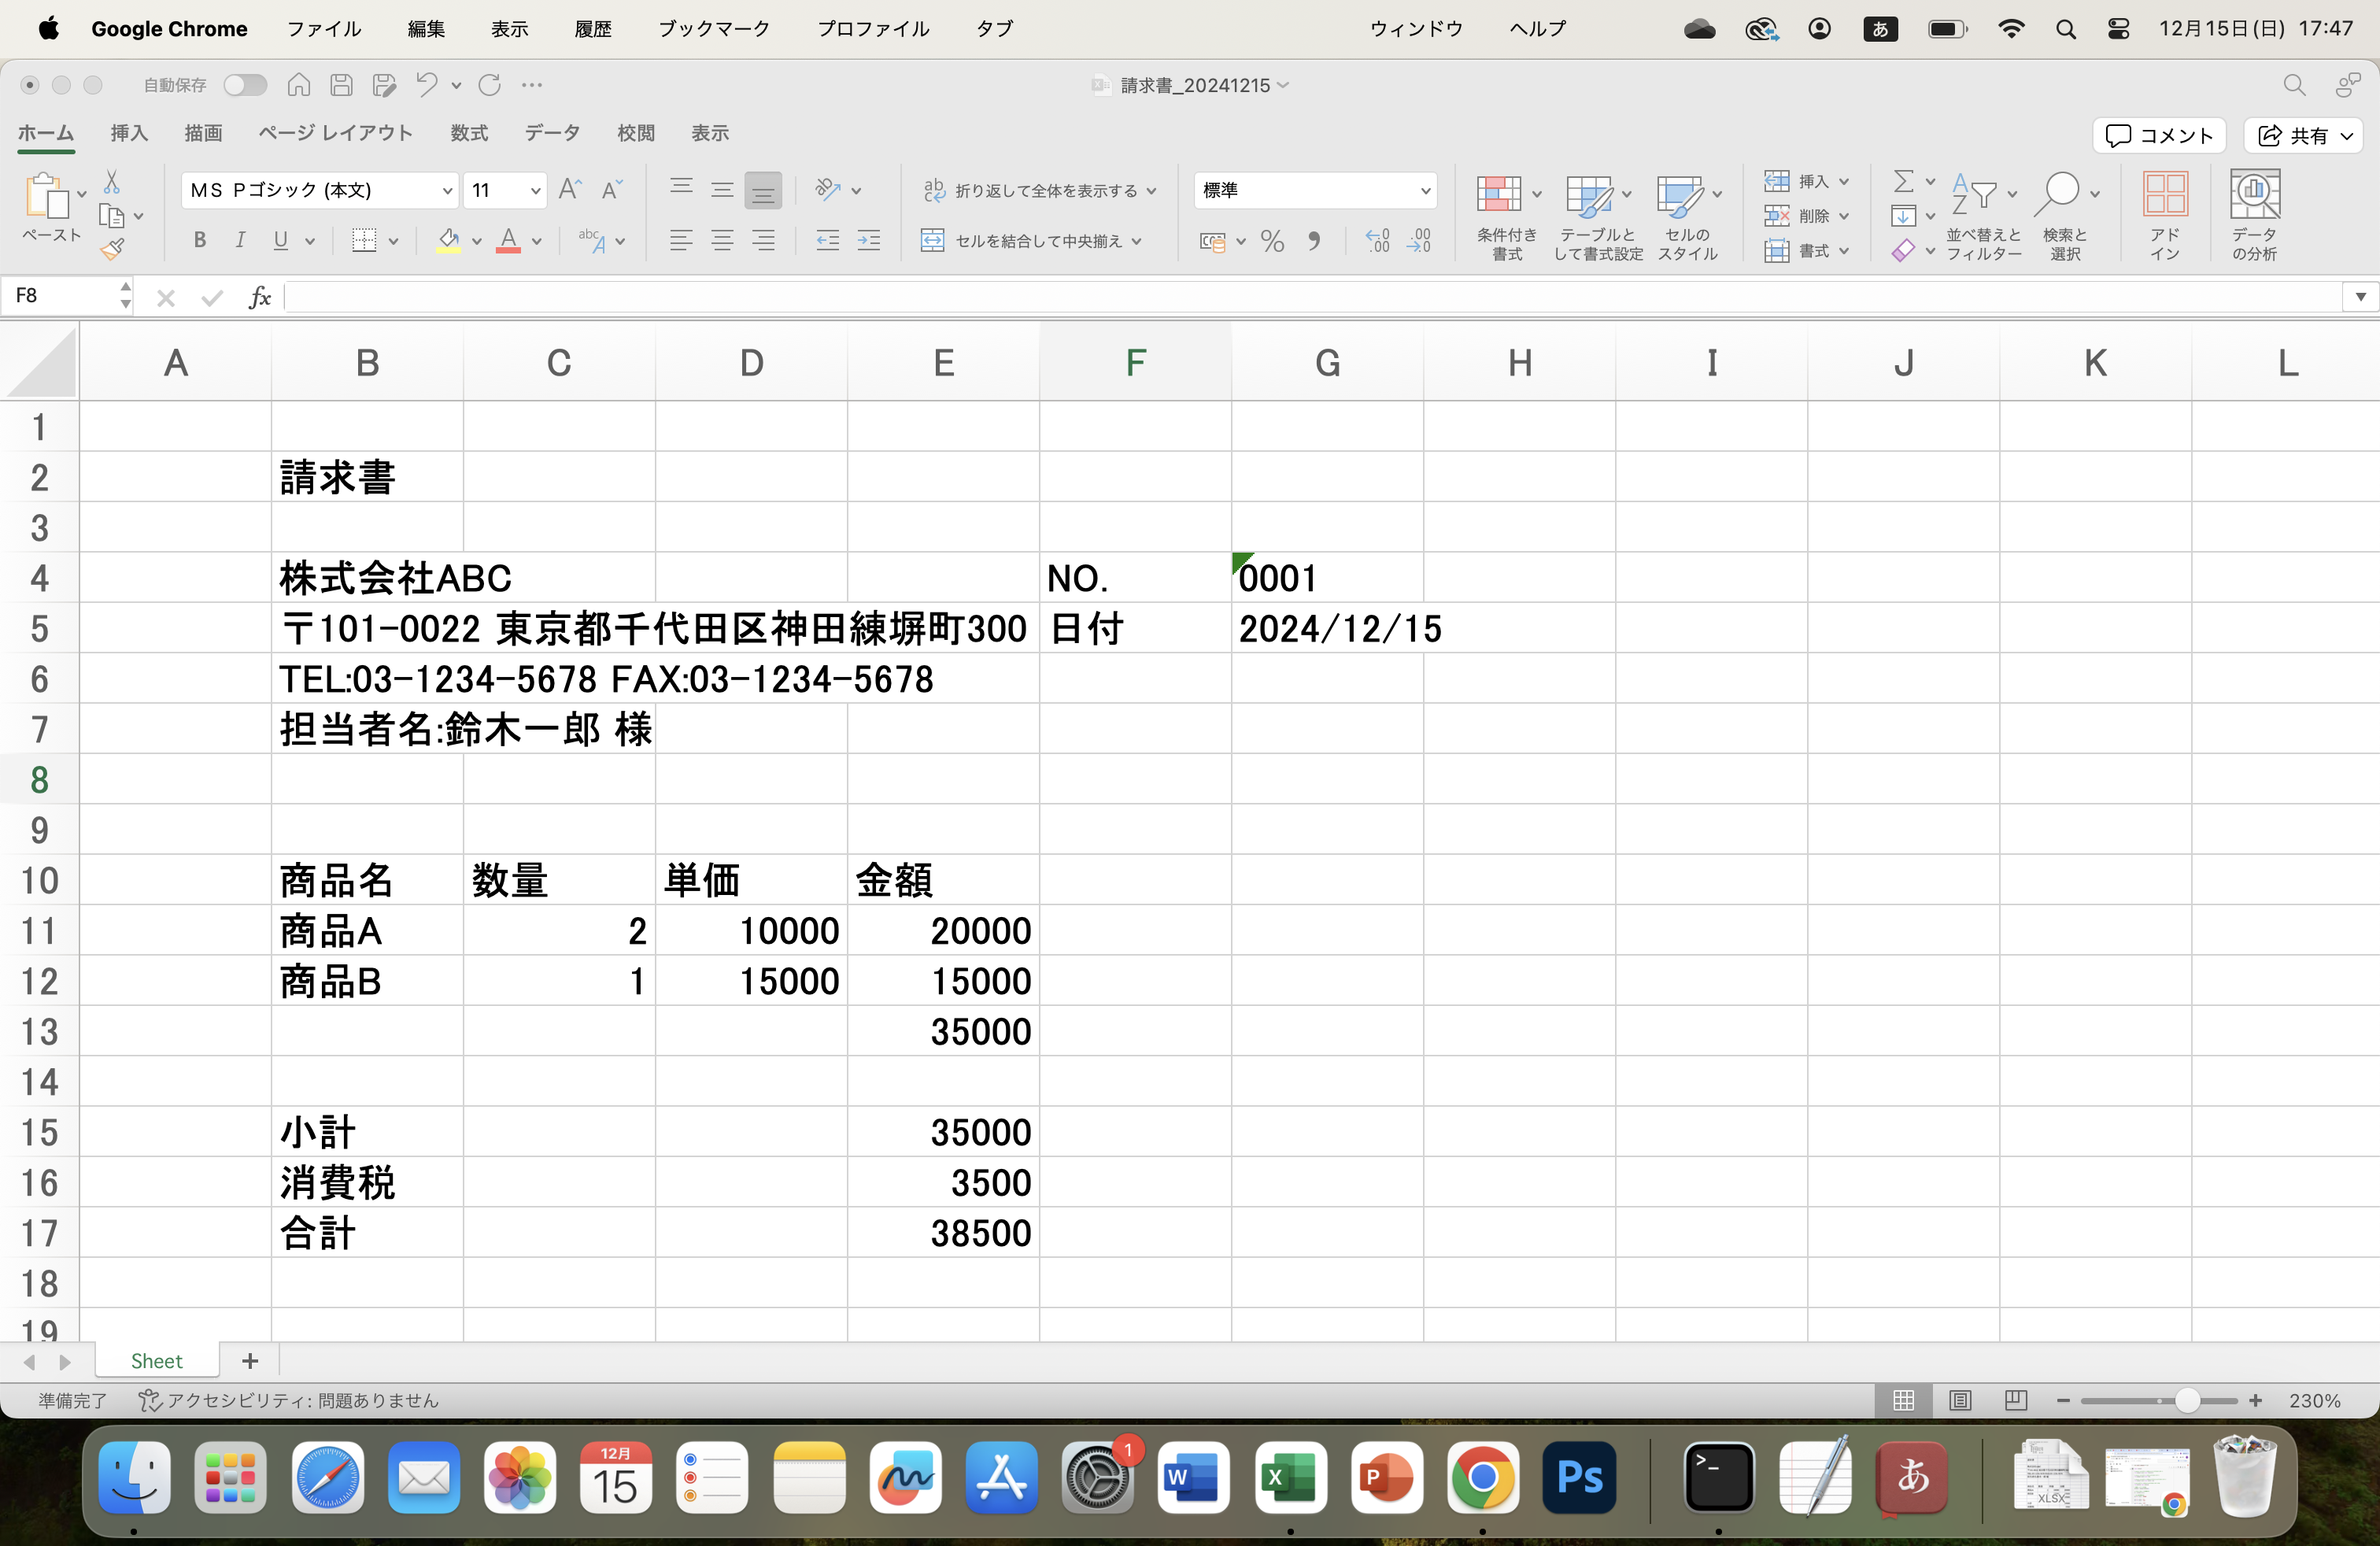 Google Chrome ファイル 編集 表示 履歴 ブックマーク プロファイル タブ ウィンドウ ヘルプ あ 12月15日(日) 17:47
自動保存 請求書_20241215
ホーム 挿入 描画 ページ レイアウト 数式 データ 校閲 表示 コメント 共有
ペースト MS Pゴシック (本文) 11 折り返して全体を表示する 標準 条件付き書式 テーブルとして書式設定 セルのスタイル 挿入 並べ替えとフィルター 検索と選択 アドイン データの分析
B I U セルを結合して中央揃え 削除
書式
F8 fx
A B C D E F G H I J K L
1
2 請求書
3
4 株式会社ABC NO. 0001
5 〒101-0022 東京都千代田区神田練塀町300 日付 2024/12/15
6 TEL:03-1234-5678 FAX:03-1234-5678
7 担当者名:鈴木一郎 様
8
9
10 商品名 数量 単価 金額
11 商品A 2 10000 20000
12 商品B 1 15000 15000
13 35000
14
15 小計 35000
16 消費税 3500
17 合計 38500
18
19
Sheet +
準備完了 アクセシビリティ: 問題ありません 230%
12月 15 1 W X P Ps >_ あ XLSX